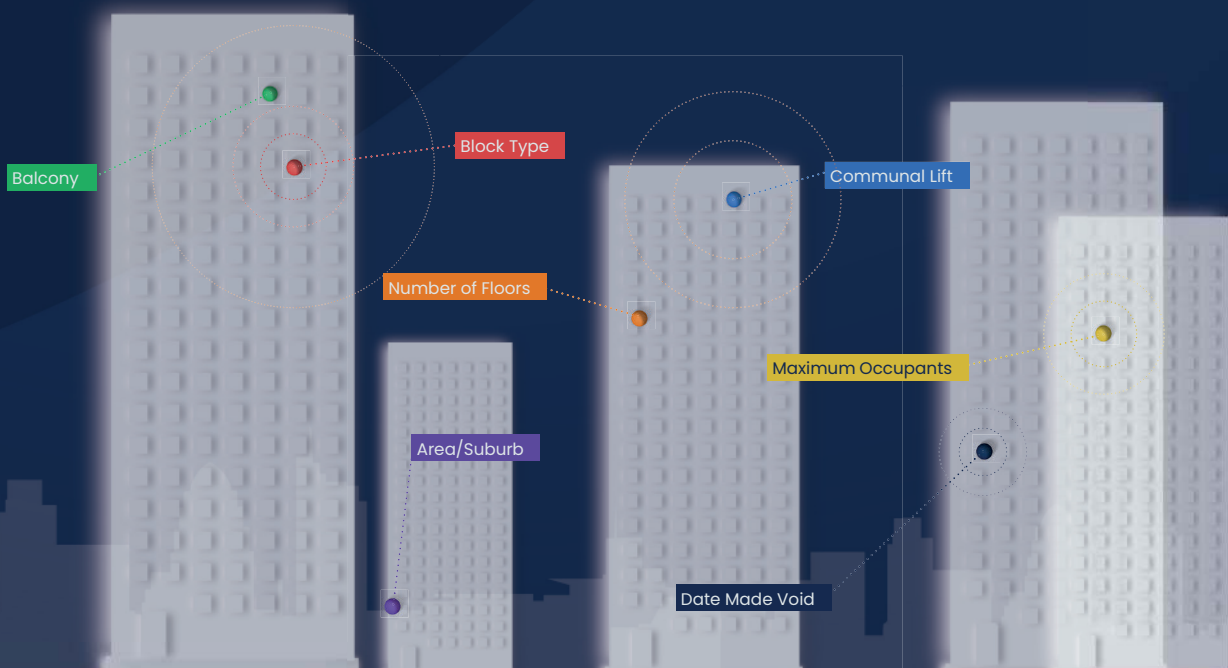 Block Type
Balcony
Communal Lift
Number of Floors
Maximum Occupants
Area/Suburb
Date Made Void